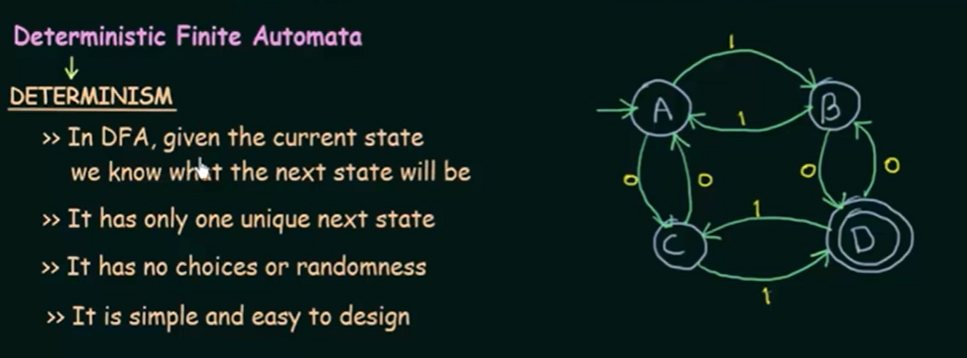 Deterministic Finite Automata
DETERMINISM
>> In DFA, given the current state
we know what the next state will be
>> It has only one unique next state
>> It has no choices or randomness
>> It is simple and easy to design
1
A
B
1
0
0
0
0
1
C
D
1